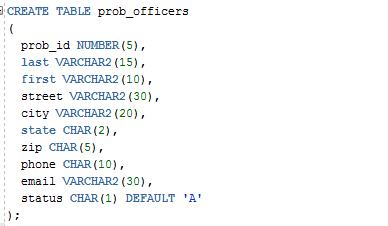 CREATE TABLE prob_officers
(
prob_id NUMBER(5),
last VARCHAR2(15),
first VARCHAR2(10),
street VARCHAR2(30),
city VARCHAR2(20),
state CHAR(2),
zip CHAR(5),
phone CHAR(10),
email VARCHAR2(30),
status CHAR(1) DEFAULT 'A'
);